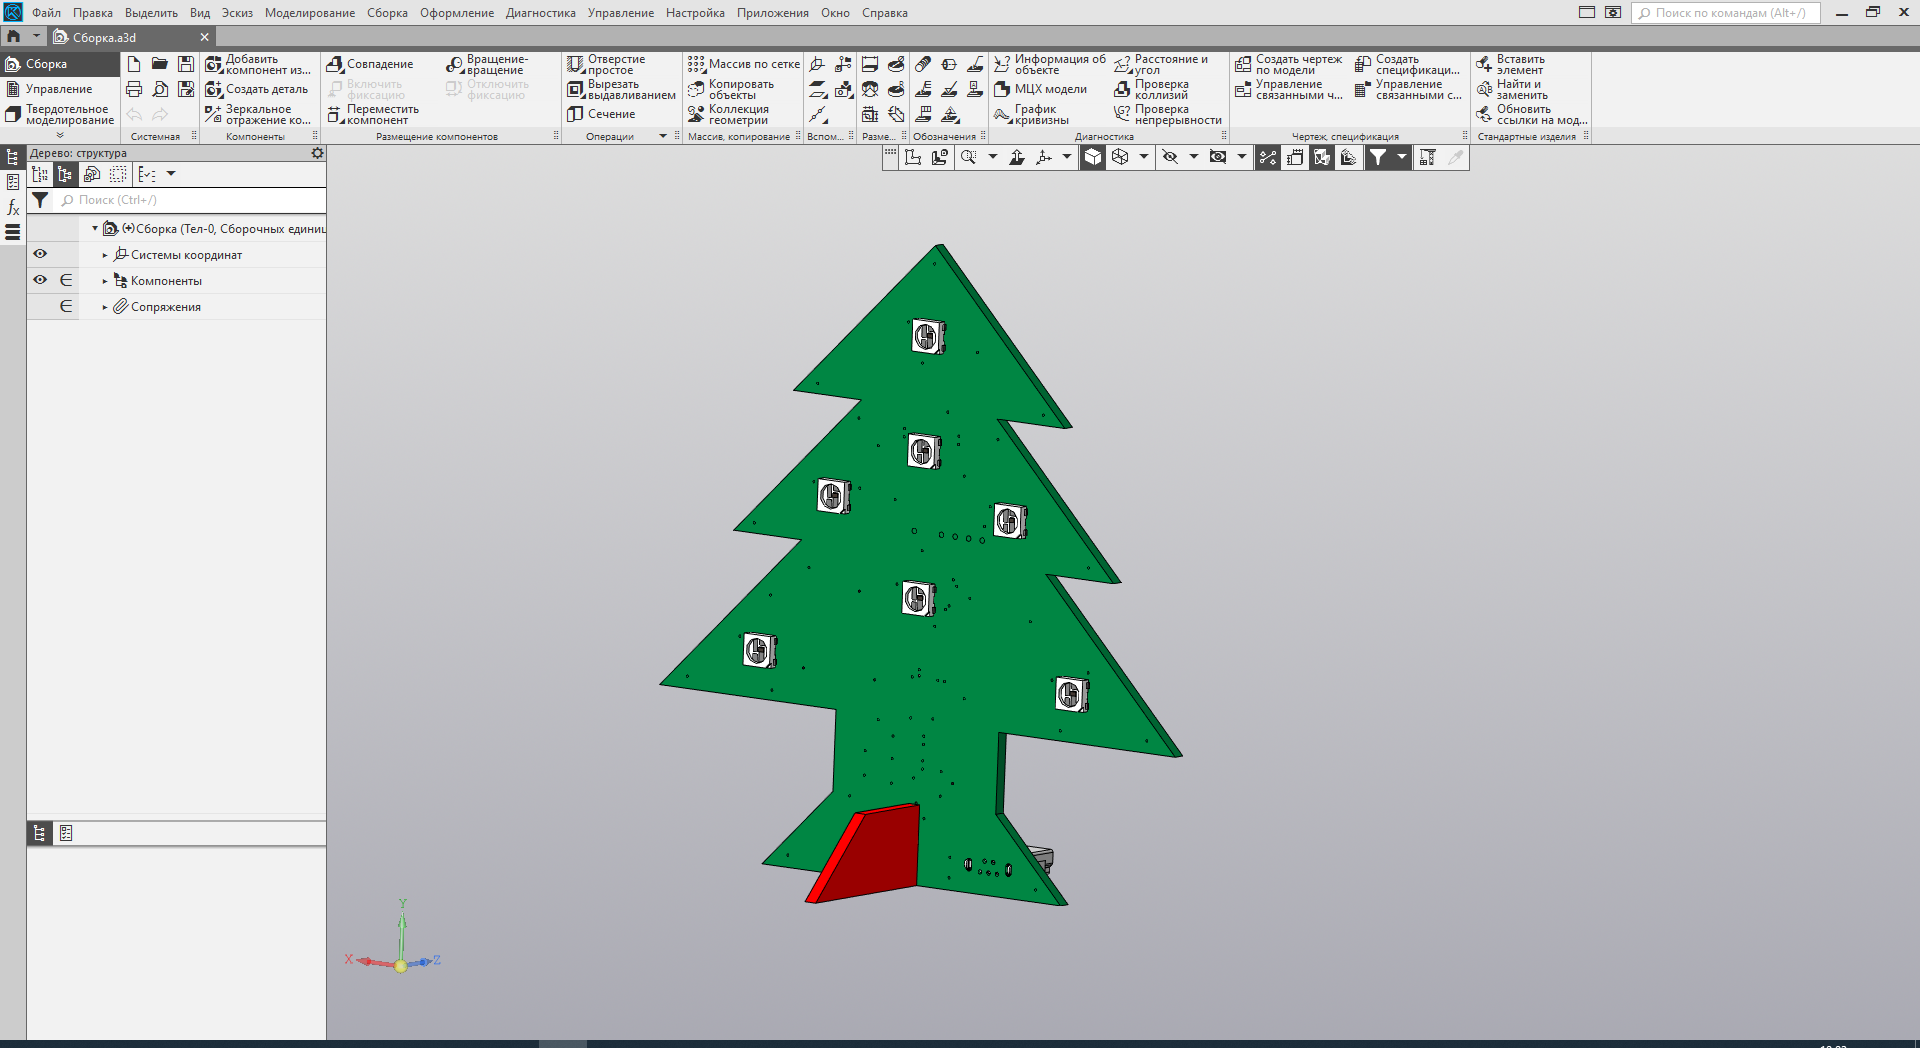 Файл Правка Выделить Вид Эскиз Моделирование Сборка Оформление Диагностика Управление Настройка Приложения Окно Справка
Поиск по командам (Alt+/)
Сборка.a3d
Сборка
Управление
Твердотельное
моделирование
Системная
Добавить
компонент из...
Создать деталь
Зеркальное
отражение ко...
Компоненты
Совпадение
Включить
фиксацию
Переместить
компонент
Вращение-
вращение
Отключить
фиксацию
Размещение компонентов
Отверстие
простое
Вырезать
выдавливанием
Сечение
Операции
Массив по сетке
Копировать
объекты
Коллекция
геометрии
Массив, копирование
Вспом...
Разме...
Обозначения
Информация об
объекте
МЦХ модели
График
кривизны
Расстояние и
угол
Проверка
коллизий
Проверка
непрерывности
Диагностика
Создать чертеж
по модели
Управление
связанными ч...
Создать
спецификаци...
Управление
связанными с...
Чертеж, спецификация
Вставить
элемент
Найти и
заменить
Обновить
ссылки на мод...
Стандартные изделия
Дерево: структура
Поиск (Ctrl+/)
(+)Сборка (Тел-0, Сборочных едини
Системы координат
Компоненты
Сопряжения
Y
X
Z